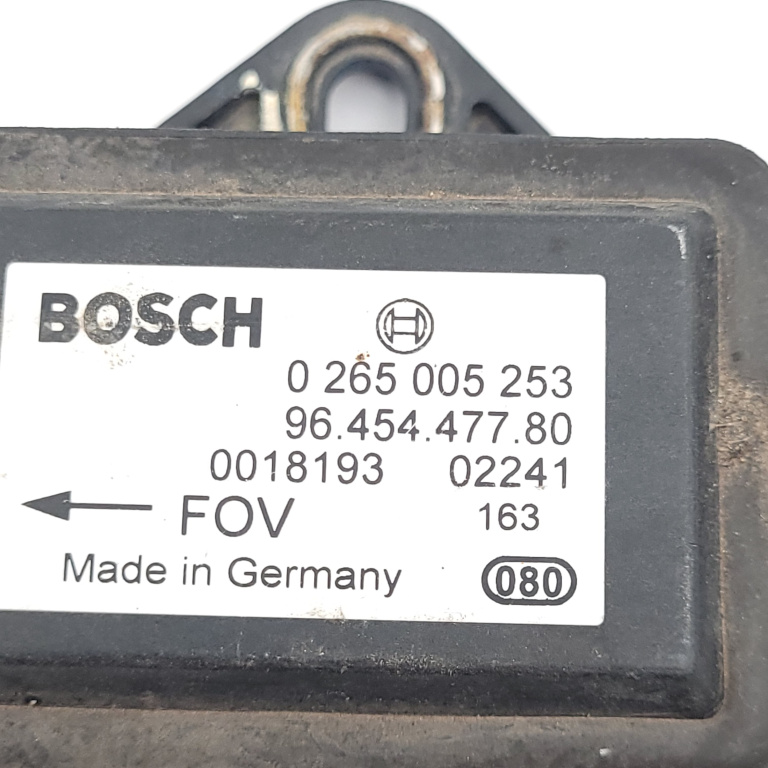 BOSCH
0 265 005 253
96.454.477.80
0018193 02241
FOV 163
Made in Germany 080